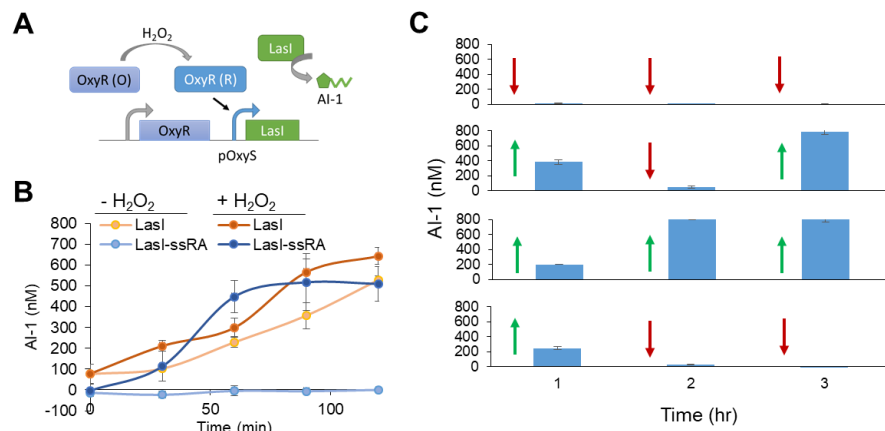 A
H₂O₂
LasI
OxyR (O)
OxyR (R)
AI-1
OxyR
LasI
pOxyS
B
- H₂O₂
+ H₂O₂
LasI
LasI
LasI-ssRA
LasI-ssRA
800
700
600
500
400
300
200
100
0
-100
AI-1 (nM)
0
50
100
Time (min)
C
800
600
400
200
0
800
600
400
200
0
800
600
400
200
0
800
600
400
200
0
AI-1 (nM)
1
2
3
Time (hr)